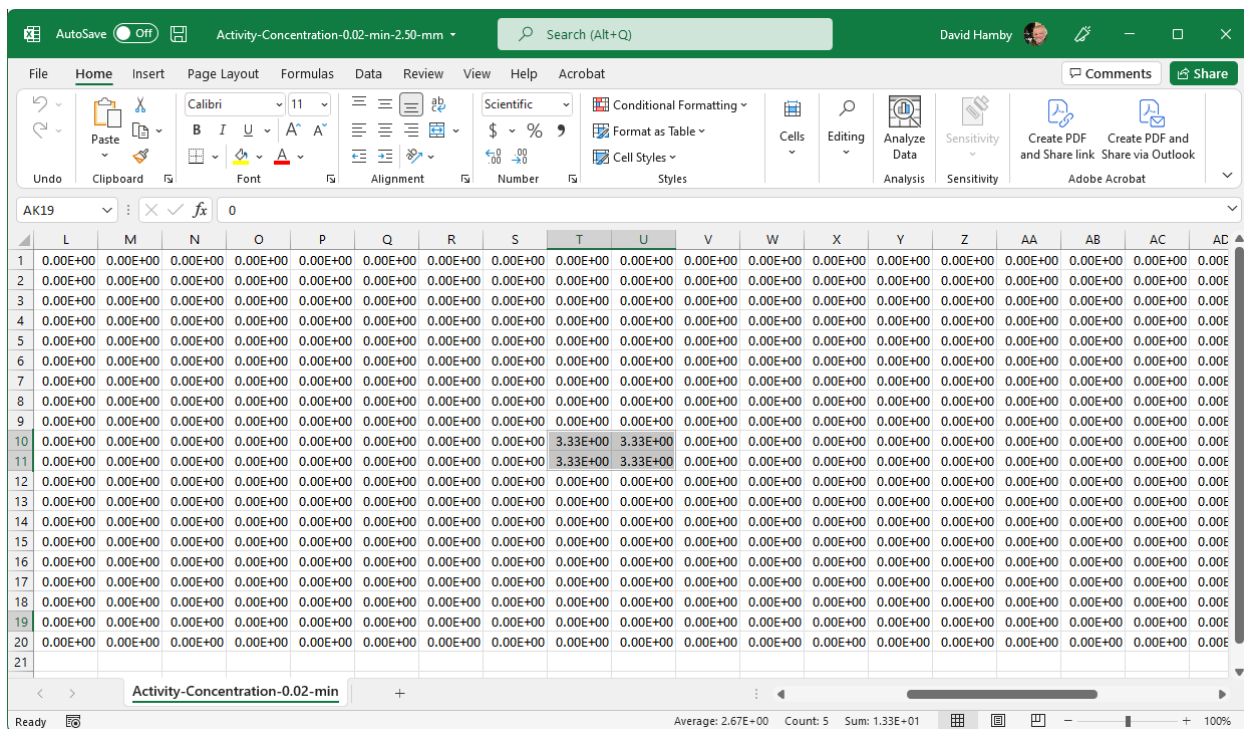 AutoSave Off Activity-Concentration-0.02-min-2.50-mm Search (Alt+Q) David Hamby
File Home Insert Page Layout Formulas Data Review View Help Acrobat Comments Share
Calibri 11 Scientific Conditional Formatting
Paste B I U A A $ % 9 Format as Table Cells Editing Analyze Data Sensitivity Create PDF and Share link Create PDF and Share via Outlook
Cell Styles
Undo Clipboard Font Alignment Number Styles Analysis Sensitivity Adobe Acrobat
AK19 fx 0
L M N O P Q R S T U V W X Y Z AA AB AC AD
1 0.00E+00 0.00E+00 0.00E+00 0.00E+00 0.00E+00 0.00E+00 0.00E+00 0.00E+00 0.00E+00 0.00E+00 0.00E+00 0.00E+00 0.00E+00 0.00E+00 0.00E+00 0.00E+00 0.00E+00 0.00E+00 0.00E
2 0.00E+00 0.00E+00 0.00E+00 0.00E+00 0.00E+00 0.00E+00 0.00E+00 0.00E+00 0.00E+00 0.00E+00 0.00E+00 0.00E+00 0.00E+00 0.00E+00 0.00E+00 0.00E+00 0.00E+00 0.00E+00 0.00E
3 0.00E+00 0.00E+00 0.00E+00 0.00E+00 0.00E+00 0.00E+00 0.00E+00 0.00E+00 0.00E+00 0.00E+00 0.00E+00 0.00E+00 0.00E+00 0.00E+00 0.00E+00 0.00E+00 0.00E+00 0.00E+00 0.00E
4 0.00E+00 0.00E+00 0.00E+00 0.00E+00 0.00E+00 0.00E+00 0.00E+00 0.00E+00 0.00E+00 0.00E+00 0.00E+00 0.00E+00 0.00E+00 0.00E+00 0.00E+00 0.00E+00 0.00E+00 0.00E+00 0.00E
5 0.00E+00 0.00E+00 0.00E+00 0.00E+00 0.00E+00 0.00E+00 0.00E+00 0.00E+00 0.00E+00 0.00E+00 0.00E+00 0.00E+00 0.00E+00 0.00E+00 0.00E+00 0.00E+00 0.00E+00 0.00E+00 0.00E
6 0.00E+00 0.00E+00 0.00E+00 0.00E+00 0.00E+00 0.00E+00 0.00E+00 0.00E+00 0.00E+00 0.00E+00 0.00E+00 0.00E+00 0.00E+00 0.00E+00 0.00E+00 0.00E+00 0.00E+00 0.00E+00 0.00E
7 0.00E+00 0.00E+00 0.00E+00 0.00E+00 0.00E+00 0.00E+00 0.00E+00 0.00E+00 0.00E+00 0.00E+00 0.00E+00 0.00E+00 0.00E+00 0.00E+00 0.00E+00 0.00E+00 0.00E+00 0.00E+00 0.00E
8 0.00E+00 0.00E+00 0.00E+00 0.00E+00 0.00E+00 0.00E+00 0.00E+00 0.00E+00 0.00E+00 0.00E+00 0.00E+00 0.00E+00 0.00E+00 0.00E+00 0.00E+00 0.00E+00 0.00E+00 0.00E+00 0.00E
9 0.00E+00 0.00E+00 0.00E+00 0.00E+00 0.00E+00 0.00E+00 0.00E+00 0.00E+00 0.00E+00 0.00E+00 0.00E+00 0.00E+00 0.00E+00 0.00E+00 0.00E+00 0.00E+00 0.00E+00 0.00E+00 0.00E
10 0.00E+00 0.00E+00 0.00E+00 0.00E+00 0.00E+00 0.00E+00 0.00E+00 0.00E+00 3.33E+00 3.33E+00 0.00E+00 0.00E+00 0.00E+00 0.00E+00 0.00E+00 0.00E+00 0.00E+00 0.00E+00 0.00E
11 0.00E+00 0.00E+00 0.00E+00 0.00E+00 0.00E+00 0.00E+00 0.00E+00 0.00E+00 3.33E+00 3.33E+00 0.00E+00 0.00E+00 0.00E+00 0.00E+00 0.00E+00 0.00E+00 0.00E+00 0.00E+00 0.00E
12 0.00E+00 0.00E+00 0.00E+00 0.00E+00 0.00E+00 0.00E+00 0.00E+00 0.00E+00 0.00E+00 0.00E+00 0.00E+00 0.00E+00 0.00E+00 0.00E+00 0.00E+00 0.00E+00 0.00E+00 0.00E+00 0.00E
13 0.00E+00 0.00E+00 0.00E+00 0.00E+00 0.00E+00 0.00E+00 0.00E+00 0.00E+00 0.00E+00 0.00E+00 0.00E+00 0.00E+00 0.00E+00 0.00E+00 0.00E+00 0.00E+00 0.00E+00 0.00E+00 0.00E
14 0.00E+00 0.00E+00 0.00E+00 0.00E+00 0.00E+00 0.00E+00 0.00E+00 0.00E+00 0.00E+00 0.00E+00 0.00E+00 0.00E+00 0.00E+00 0.00E+00 0.00E+00 0.00E+00 0.00E+00 0.00E+00 0.00E
15 0.00E+00 0.00E+00 0.00E+00 0.00E+00 0.00E+00 0.00E+00 0.00E+00 0.00E+00 0.00E+00 0.00E+00 0.00E+00 0.00E+00 0.00E+00 0.00E+00 0.00E+00 0.00E+00 0.00E+00 0.00E+00 0.00E
16 0.00E+00 0.00E+00 0.00E+00 0.00E+00 0.00E+00 0.00E+00 0.00E+00 0.00E+00 0.00E+00 0.00E+00 0.00E+00 0.00E+00 0.00E+00 0.00E+00 0.00E+00 0.00E+00 0.00E+00 0.00E+00 0.00E
17 0.00E+00 0.00E+00 0.00E+00 0.00E+00 0.00E+00 0.00E+00 0.00E+00 0.00E+00 0.00E+00 0.00E+00 0.00E+00 0.00E+00 0.00E+00 0.00E+00 0.00E+00 0.00E+00 0.00E+00 0.00E+00 0.00E
18 0.00E+00 0.00E+00 0.00E+00 0.00E+00 0.00E+00 0.00E+00 0.00E+00 0.00E+00 0.00E+00 0.00E+00 0.00E+00 0.00E+00 0.00E+00 0.00E+00 0.00E+00 0.00E+00 0.00E+00 0.00E+00 0.00E
19 0.00E+00 0.00E+00 0.00E+00 0.00E+00 0.00E+00 0.00E+00 0.00E+00 0.00E+00 0.00E+00 0.00E+00 0.00E+00 0.00E+00 0.00E+00 0.00E+00 0.00E+00 0.00E+00 0.00E+00 0.00E+00 0.00E
20 0.00E+00 0.00E+00 0.00E+00 0.00E+00 0.00E+00 0.00E+00 0.00E+00 0.00E+00 0.00E+00 0.00E+00 0.00E+00 0.00E+00 0.00E+00 0.00E+00 0.00E+00 0.00E+00 0.00E+00 0.00E+00 0.00E
21
Activity-Concentration-0.02-min
Ready Average: 2.67E+00 Count: 5 Sum: 1.33E+01 100%